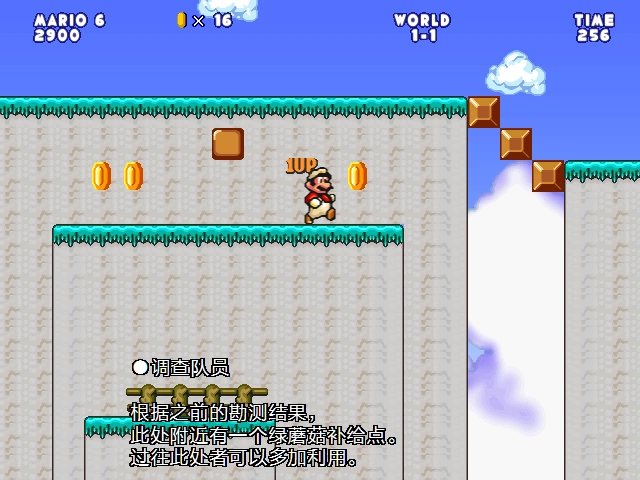 MARIO 6 × 16 WORLD TIME
2900 1-1 256
1UP
调查队员
根据之前的勘测结果，
此处附近有一个绿蘑菇补给点。
过往此处者可以多加利用。